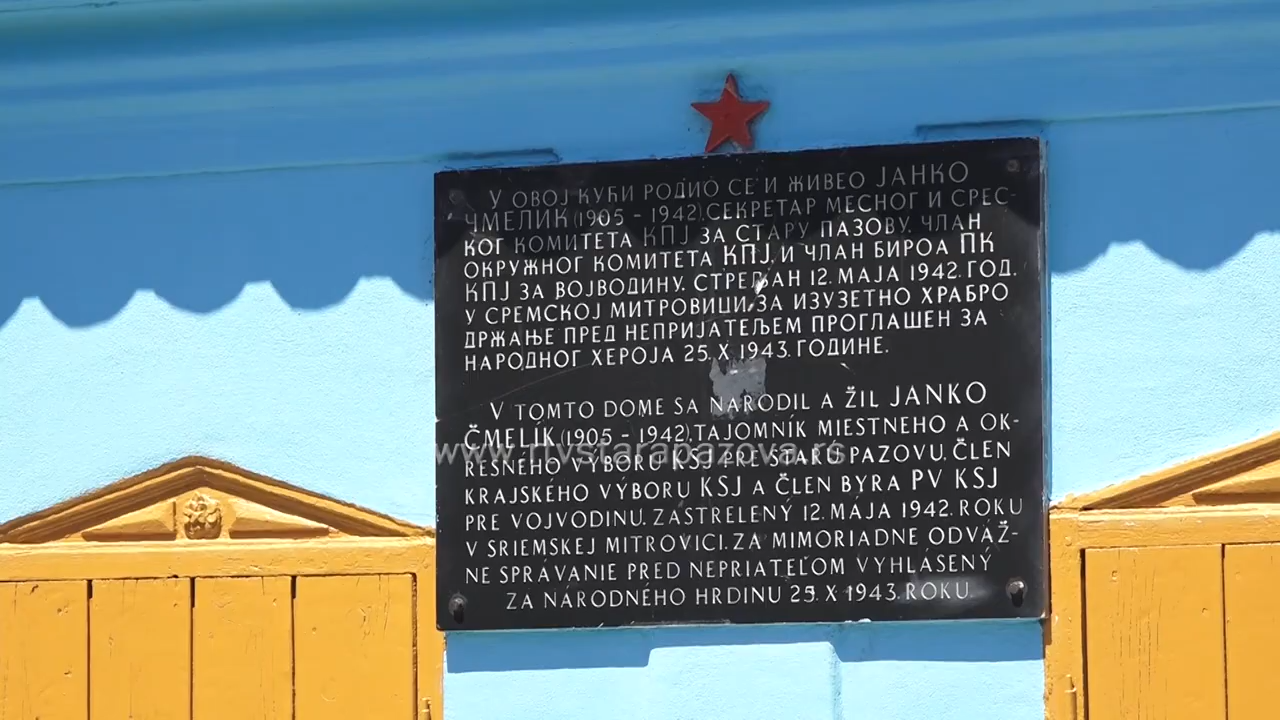 У ОВОЈ КУЋИ РОДИО СЕ И ЖИВЕО ЈАНКО
ЧМЕЛИК (1905 - 1942), СЕКРЕТАР МЕСНОГ И СРЕС-
КОГ КОМИТЕТА КПЈ ЗА СТАРУ ПАЗОВУ. ЧЛАН
ОКРУЖНОГ КОМИТЕТА КПЈ, И ЧЛАН БИРОА ПК
КПЈ ЗА ВОЈВОДИНУ. СТРЕЉАН 12. МАЈА 1942. ГОД.
У СРЕМСКОЈ МИТРОВИЦИ. ЗА ИЗУЗЕТНО ХРАБРО
ДРЖАЊЕ ПРЕД НЕПРИЈАТЕЉЕМ ПРОГЛАШЕН ЗА
НАРОДНОГ ХЕРОЈА 25. X 1943. ГОДИНЕ.
V TOMTO DOME SA NARODIL A ŽIL JANKO
ČMELÍK (1905 - 1942), TAJOMNÍK MIESTNEHO A OK-
RESNÉHO VÝBORU KSJ PRE STARÚ PAZOVU. ČLEN
KRAJSKÉHO VÝBORU KSJ A ČLEN BYRA PV KSJ
PRE VOJVODINU. ZASTRELENÝ 12. MÁJA 1942. ROKU
V SRIEMSKEJ MITROVICI. ZA MIMORIADNE ODVÁŽ-
NE SPRÁVANIE PRED NEPRIATEĽOM VYHLÁSENÝ
ZA NÁRODNÉHO HRDINU 25. X 1943. ROKU.
www.rtvstarapazova.rs